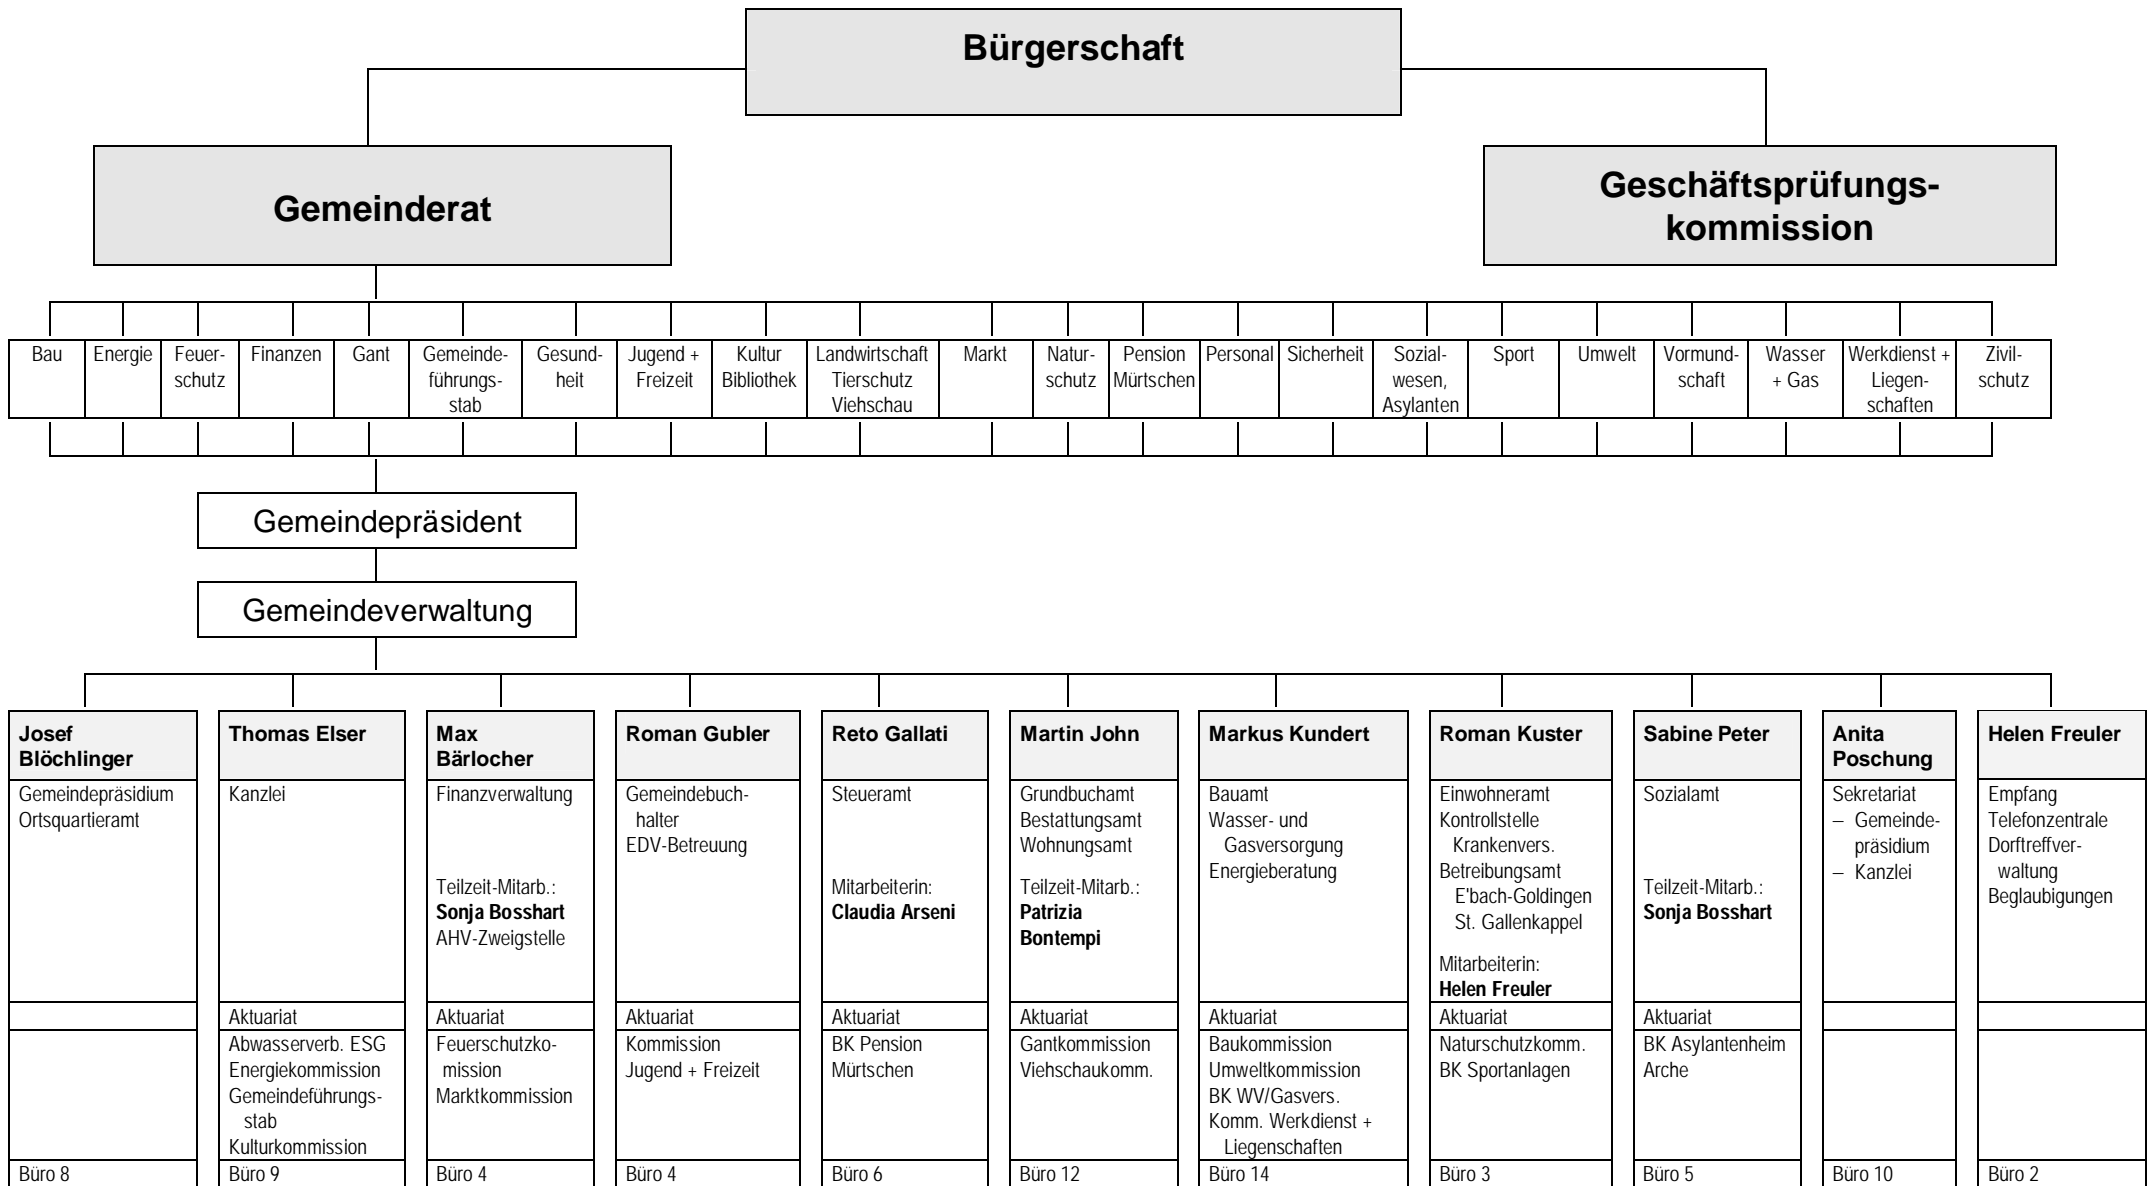 Bürgerschaft
Gemeinderat
Geschäftsprüfungs-
kommission
Bau
Energie
Feuer-
schutz
Finanzen
Gant
Gemeinde-
führungs-
stab
Gesund-
heit
Jugend +
Freizeit
Kultur
Bibliothek
Landwirtschaft
Tierschutz
Viehschau
Markt
Natur-
schutz
Pension
Mürtschen
Personal
Sicherheit
Sozial-
wesen,
Asylanten
Sport
Umwelt
Vormund-
schaft
Wasser
+ Gas
Werkdienst +
Liegen-
schaften
Zivil-
schutz
Gemeindepräsident
Gemeindeverwaltung
Josef
Blöchlinger
Gemeindepräsidium
Ortsquartieramt
Büro 8
Thomas Elser
Kanzlei
Aktuariat
Abwasserverb. ESG
Energiekommission
Gemeindeführungs-
stab
Kulturkommission
Büro 9
Max
Bärlocher
Finanzverwaltung
Teilzeit-Mitarb.:
Sonja Bosshart
AHV-Zweigstelle
Aktuariat
Feuerschutzko-
mission
Marktkommission
Büro 4
Roman Gubler
Gemeindebuch-
halter
EDV-Betreuung
Aktuariat
Kommission
Jugend + Freizeit
Büro 4
Reto Gallati
Steueramt
Mitarbeiterin:
Claudia Arseni
Aktuariat
BK Pension
Mürtschen
Büro 6
Martin John
Grundbuchamt
Bestattungsamt
Wohnungsamt
Teilzeit-Mitarb.:
Patrizia
Bontempi
Aktuariat
Gantkommission
Viehschaukomm.
Büro 12
Markus Kundert
Bauamt
Wasser- und
Gasversorgung
Energieberatung
Aktuariat
Baukommission
Umweltkommission
BK WV/Gasvers.
Komm. Werkdienst +
Liegenschaften
Büro 14
Roman Kuster
Einwohneramt
Kontrollstelle
Krankenvers.
Betreibungsamt
E'bach-Goldingen
St. Gallenkappel
Mitarbeiterin:
Helen Freuler
Aktuariat
Naturschutzkomm.
BK Sportanlagen
Büro 3
Sabine Peter
Sozialamt
Teilzeit-Mitarb.:
Sonja Bosshart
Aktuariat
BK Asylantenheim
Arche
Büro 5
Anita
Poschung
Sekretariat
– Gemeinde-
präsidium
– Kanzlei
Büro 10
Helen Freuler
Empfang
Telefonzentrale
Dorftreffver-
waltung
Beglaubigungen
Büro 2